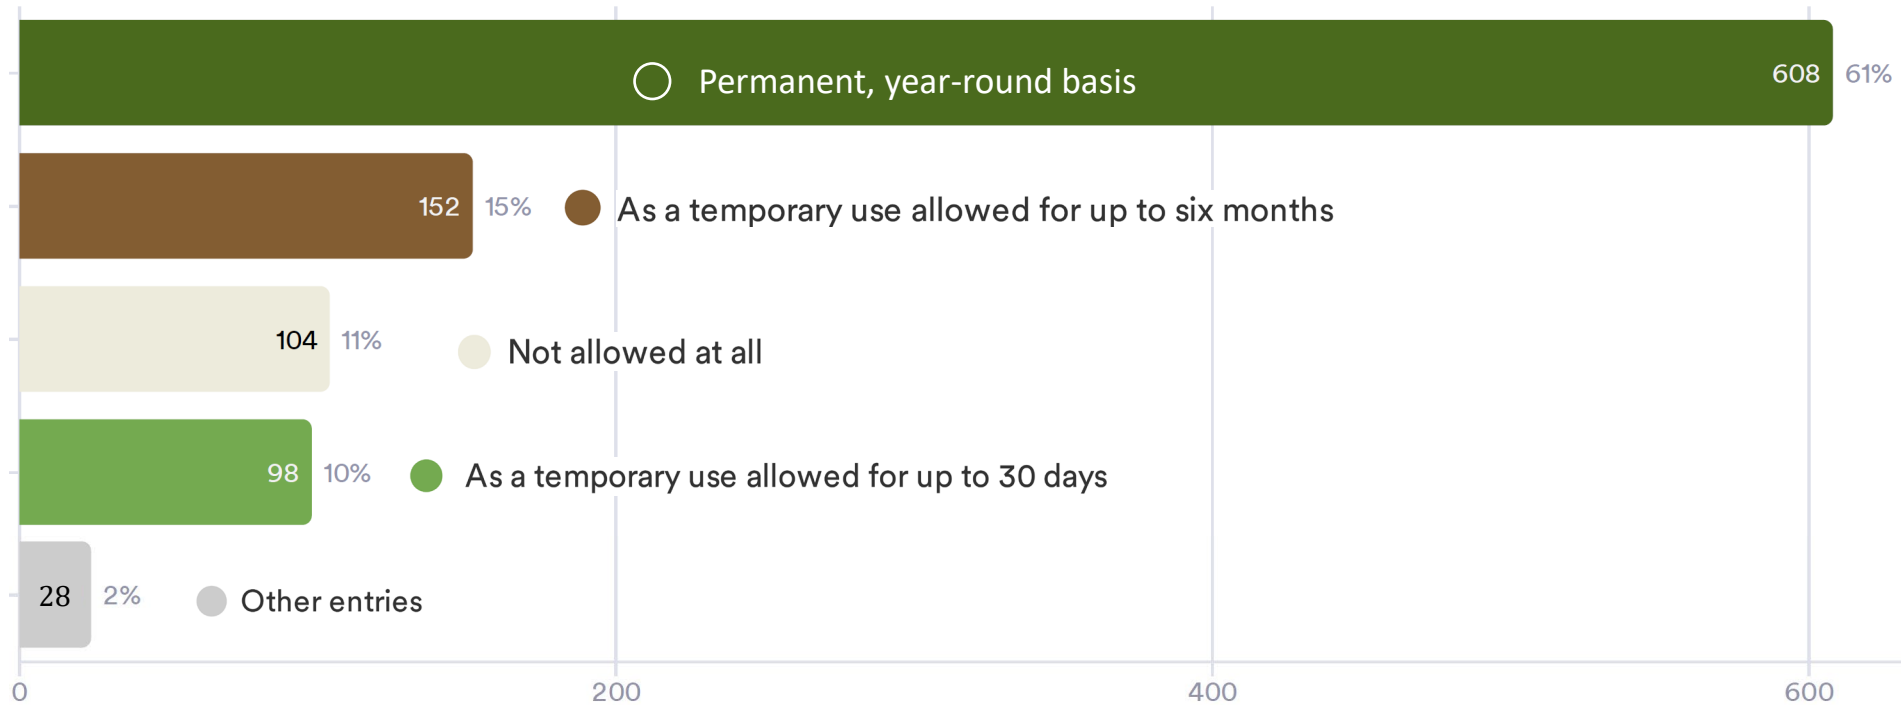 Permanent, year-round basis 608 61%
152 15% As a temporary use allowed for up to six months
104 11% Not allowed at all
98 10% As a temporary use allowed for up to 30 days
28 2% Other entries
0 200 400 600